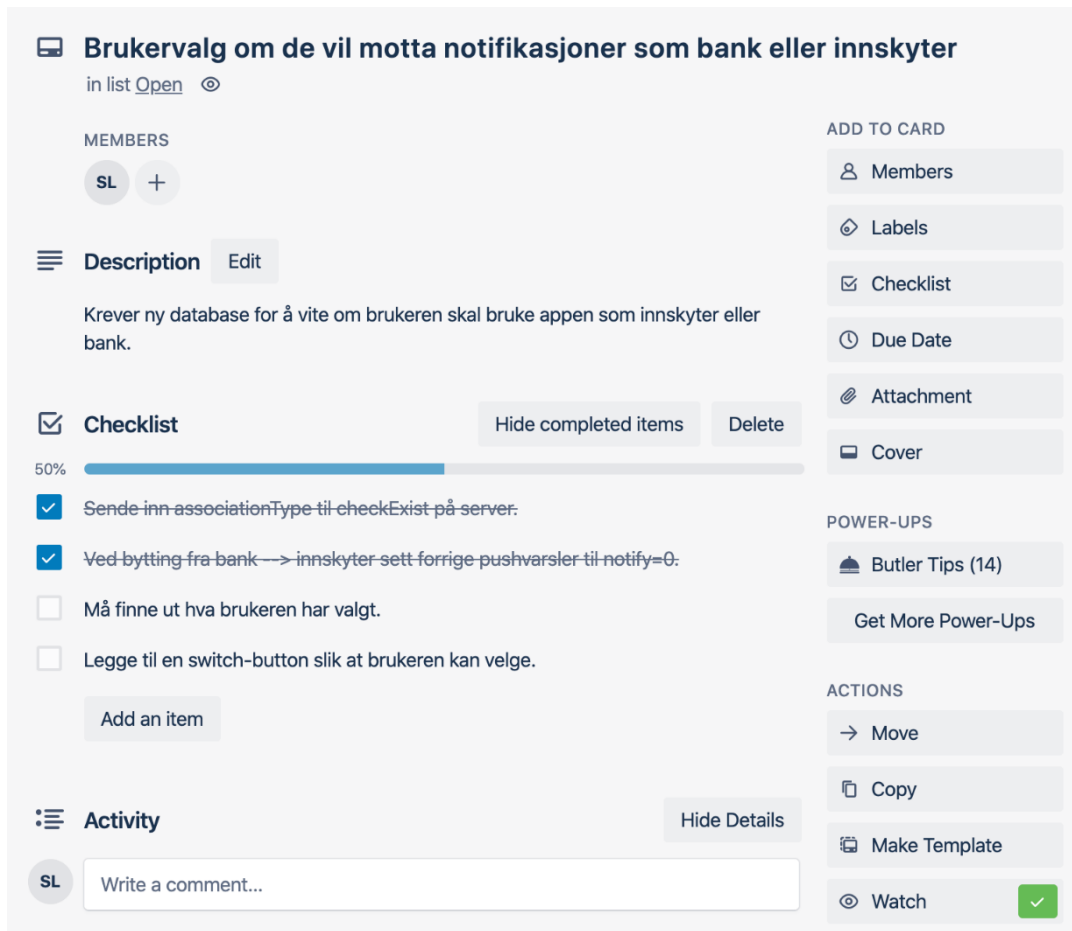 Brukervalg om de vil motta notifikasjoner som bank eller innskyter
in list Open
MEMBERS
SL
Description Edit
Krever ny database for å vite om brukeren skal bruke appen som innskyter eller
bank.
Checklist Hide completed items Delete
50%
Sende inn associationType til checkExist på server.
Ved bytting fra bank --> innskyter sett forrige pushvarsler til notify=0.
Må finne ut hva brukeren har valgt.
Legge til en switch-button slik at brukeren kan velge.
Add an item
Activity Hide Details
SL Write a comment...
ADD TO CARD
Members
Labels
Checklist
Due Date
Attachment
Cover
POWER-UPS
Butler Tips (14)
Get More Power-Ups
ACTIONS
Move
Copy
Make Template
Watch